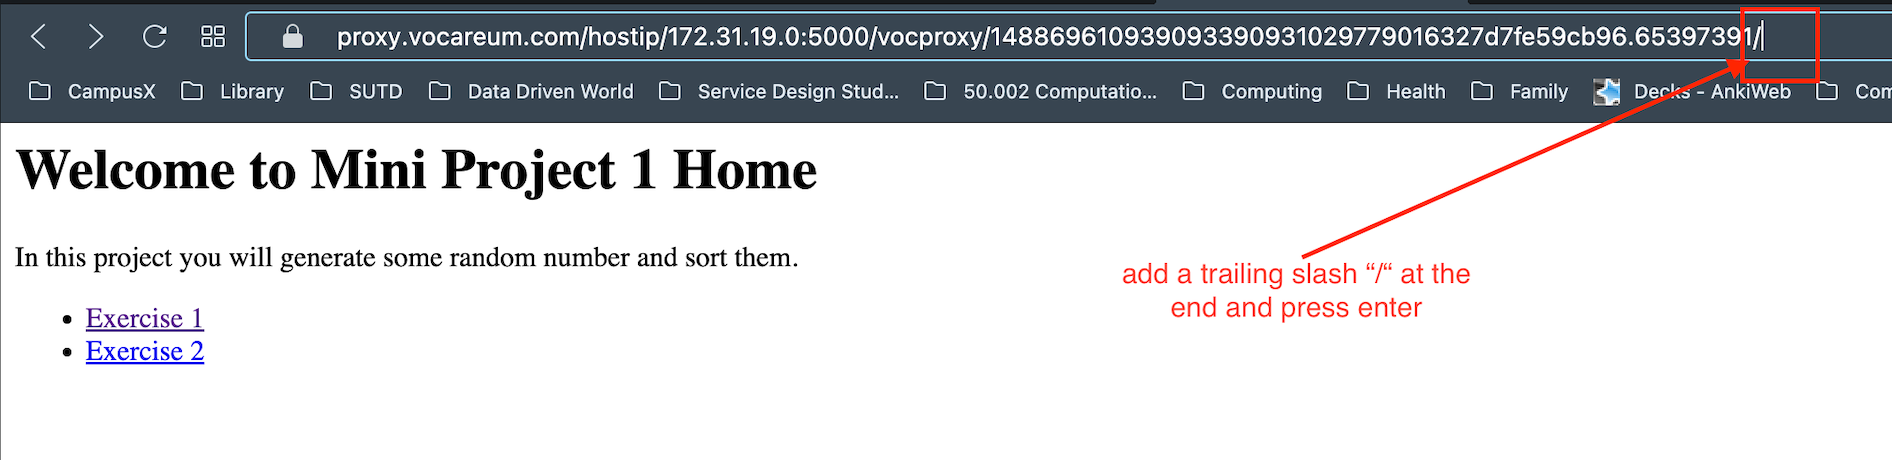 proxy.vocareum.com/hostip/172.31.19.0:5000/vocproxy/148869610939093390931029779016327d7fe59cb96.65397391/
CampusX Library SUTD Data Driven World Service Design Stud... 50.002 Computatio... Computing Health Family Decks - AnkiWeb Com
Welcome to Mini Project 1 Home
In this project you will generate some random number and sort them.
add a trailing slash “/“ at the
end and press enter
• Exercise 1
• Exercise 2